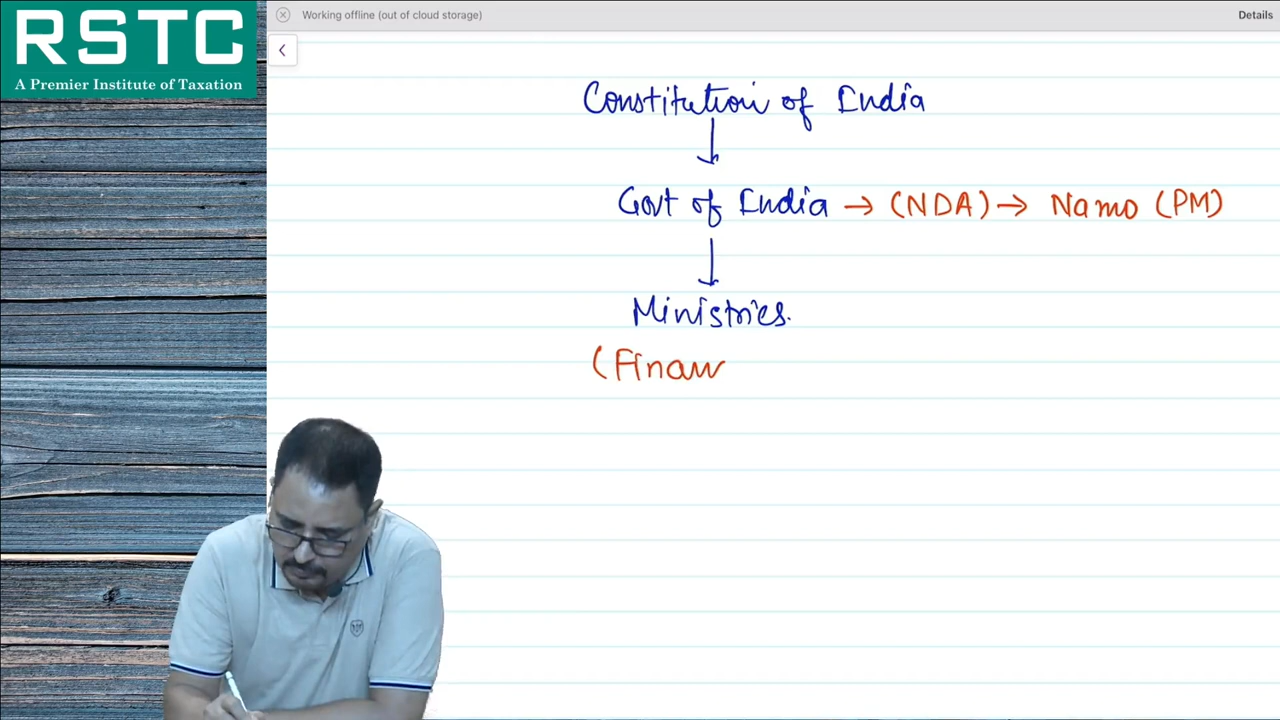 RSTC
A Premier Institute of Taxation
Working offline (out of cloud storage)
Details
Constitution of India
↓
Govt of India → (NDA) → Namo (PM)
↓
Ministries.
(Finan